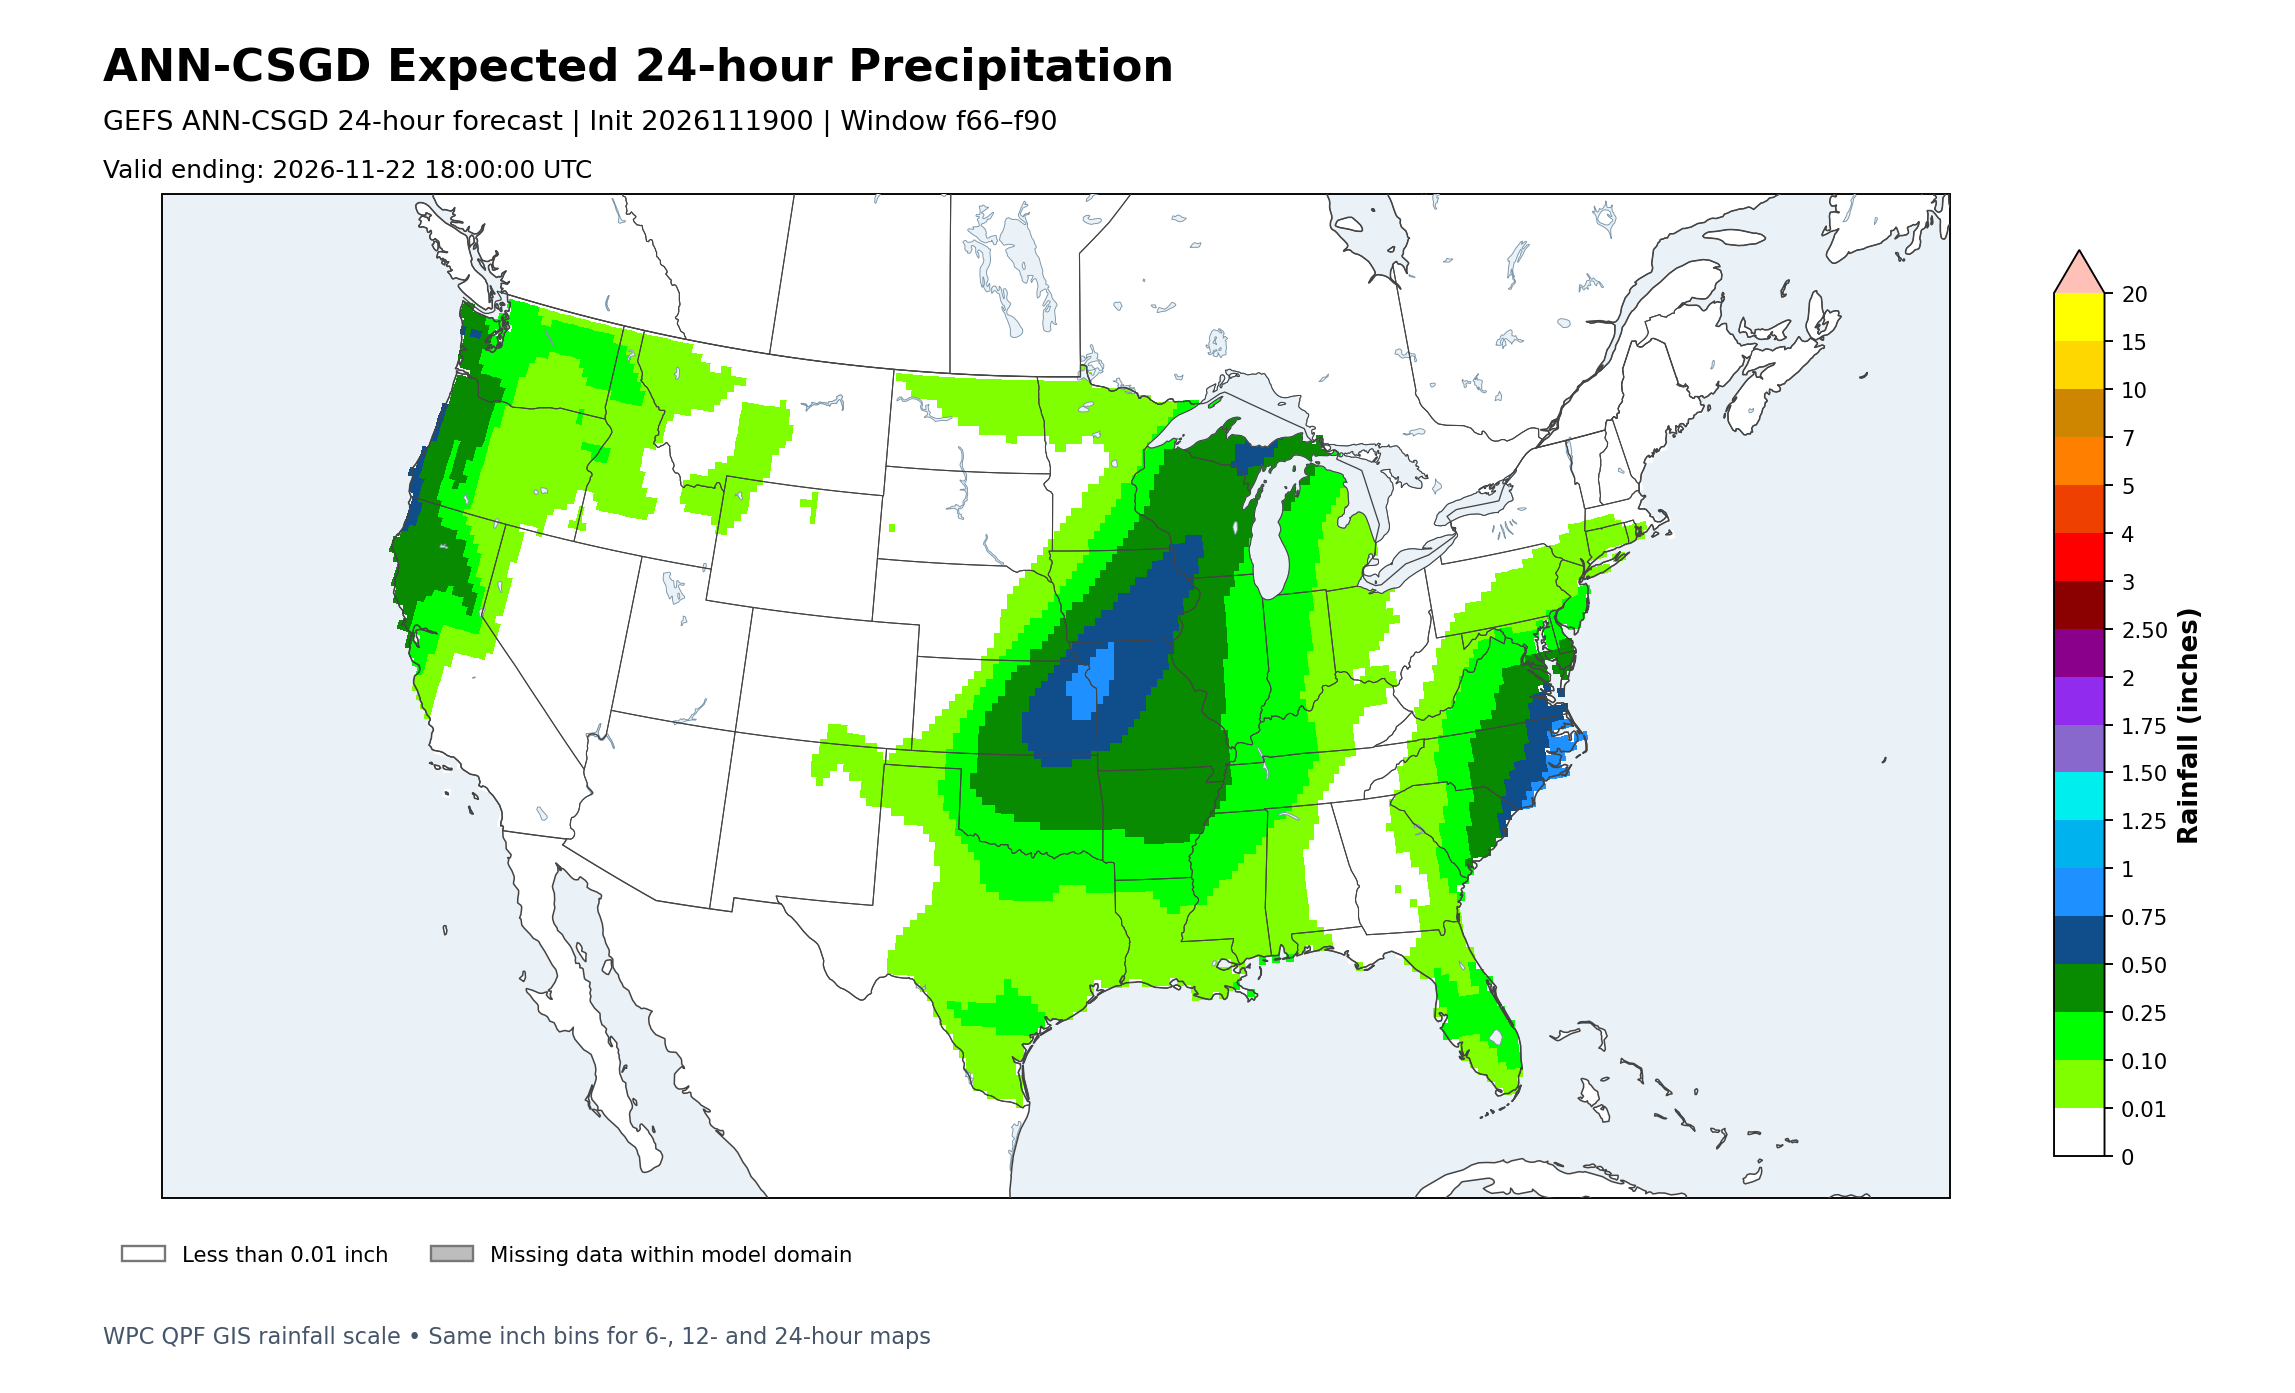 ANN-CSGD Expected 24-hour Precipitation
GEFS ANN-CSGD 24-hour forecast | Init 2026111900 | Window f66–f90
Valid ending: 2026-11-22 18:00:00 UTC
20
15
10
7
5
4
3
2.50
2
1.75
1.50
1.25
1
0.75
0.50
0.25
0.10
0.01
0
Rainfall (inches)
Less than 0.01 inch
Missing data within model domain
WPC QPF GIS rainfall scale • Same inch bins for 6-, 12- and 24-hour maps